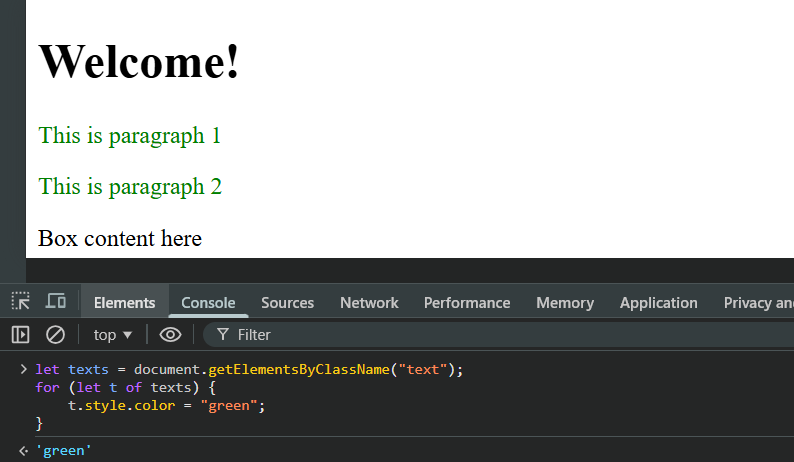 Welcome!
This is paragraph 1
This is paragraph 2
Box content here
Elements Console Sources Network Performance Memory Application Privacy an
top Filter
let texts = document.getElementsByClassName("text");
for (let t of texts) {
    t.style.color = "green";
}
'green'